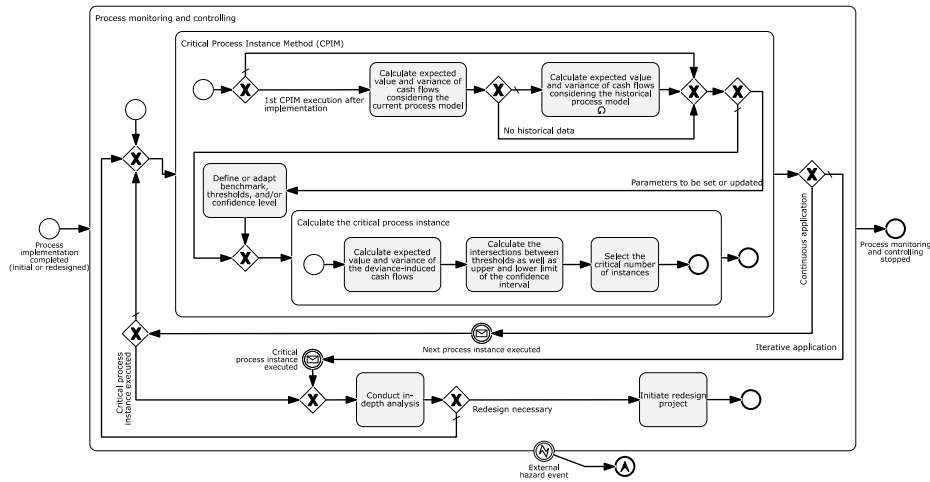 Process monitoring and controlling
Critical Process Instance Method (CPIM)
Calculate expected
value and variance of
cash flows
considering the
current process model
Calculate expected value
and variance of cash flows
considering the historical
process model
1st CPIM execution after
implementation
No historical data
Define or adapt
benchmark,
thresholds, and/or
confidence level
Parameters to be set or updated
Calculate the critical process instance
Calculate expected
value and variance of
the deviance-induced
cash flows
Calculate the
intersections between
thresholds as well as
upper and lower limit
of the confidence
interval
Select the
critical number
of instances
Process
implementation
completed
(initial or redesigned)
Continuous application
Process monitoring
and controlling
stopped
Next process instance executed
Iterative application
Critical
process instance
executed
Critical process
instance executed
Conduct in-
depth analysis
Redesign necessary
Initiate redesign
project
External
hazard event